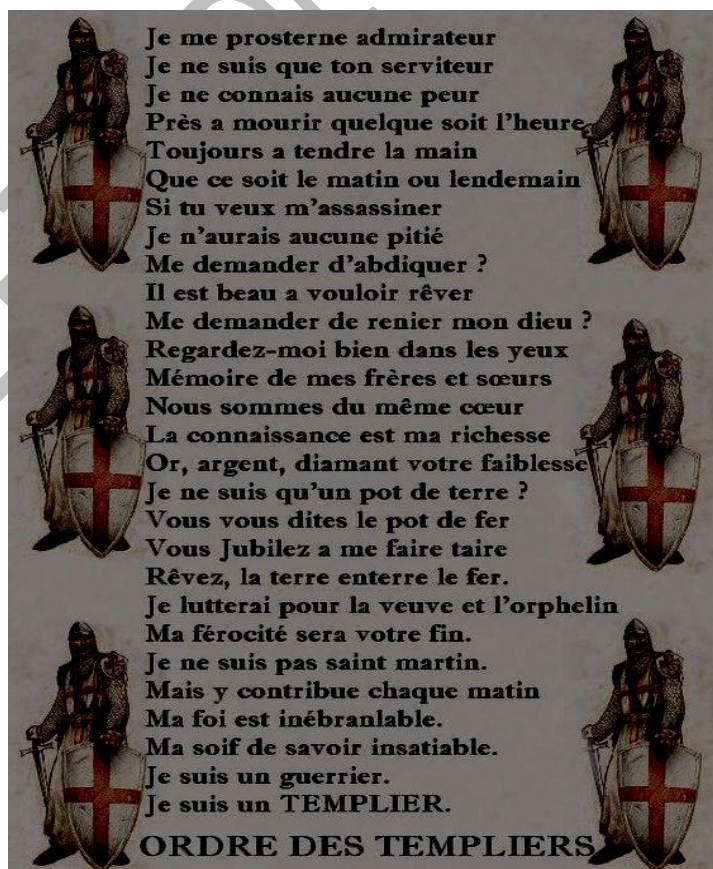 Je me prosterne admirateur
Je ne suis que ton serviteur
Je ne connais aucune peur
Près a mourir quelque soit l'heure
Toujours a tendre la main
Que ce soit le matin ou lendemain
Si tu veux m'assassiner
Je n'aurais aucune pitié
Me demander d'abdiquer ?
Il est beau a vouloir rêver
Me demander de renier mon dieu ?
Regardez-moi bien dans les yeux
Mémoire de mes frères et sœurs
Nous sommes du même cœur
La connaissance est ma richesse
Or, argent, diamant votre faiblesse
Je ne suis qu'un pot de terre ?
Vous vous dites le pot de fer
Vous Jubilez a me faire taire
Rêvez, la terre enterre le fer.
Je lutterai pour la veuve et l'orphelin
Ma férocité sera votre fin.
Je ne suis pas saint martin.
Mais y contribue chaque matin
Ma foi est inébranlable.
Ma soif de savoir insatiable.
Je suis un guerrier.
Je suis un TEMPLIER.
ORDRE DES TEMPLIERS